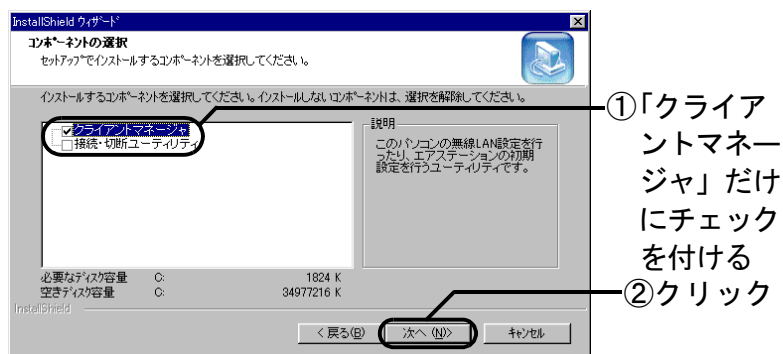 InstallShield ウィザード
コンポーネントの選択
セットアップでインストールするコンポーネントを選択してください。
インストールするコンポーネントを選択してください。インストールしないコンポーネントは、選択を解除してください。
クライアントマネージャ
接続・切断ユーティリティ
説明
このパソコンの無線LAN設定を行
ったり、エアステーションの初期
設定を行うユーティリティです。
必要なディスク容量 C: 1824 K
空きディスク容量 C: 34977216 K
InstallShield
< 戻る(B)
次へ (N)>
キャンセル
①「クライア
ントマネー
ジャ」だけ
にチェック
を付ける
②クリック